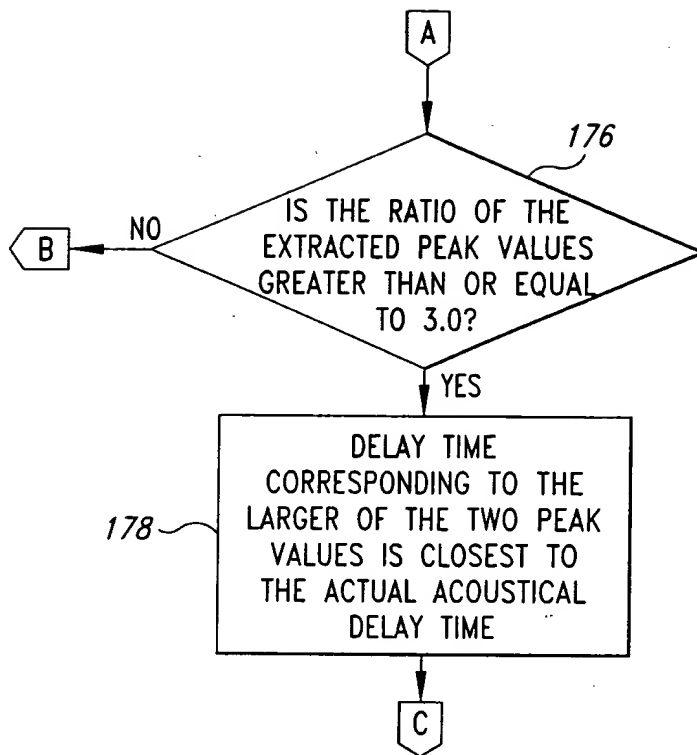 A
176
IS THE RATIO OF THE
EXTRACTED PEAK VALUES
GREATER THAN OR EQUAL
TO 3.0?
NO
B
YES
DELAY TIME
CORRESPONDING TO THE
LARGER OF THE TWO PEAK
VALUES IS CLOSEST TO
THE ACTUAL ACOUSTICAL
DELAY TIME
178
C